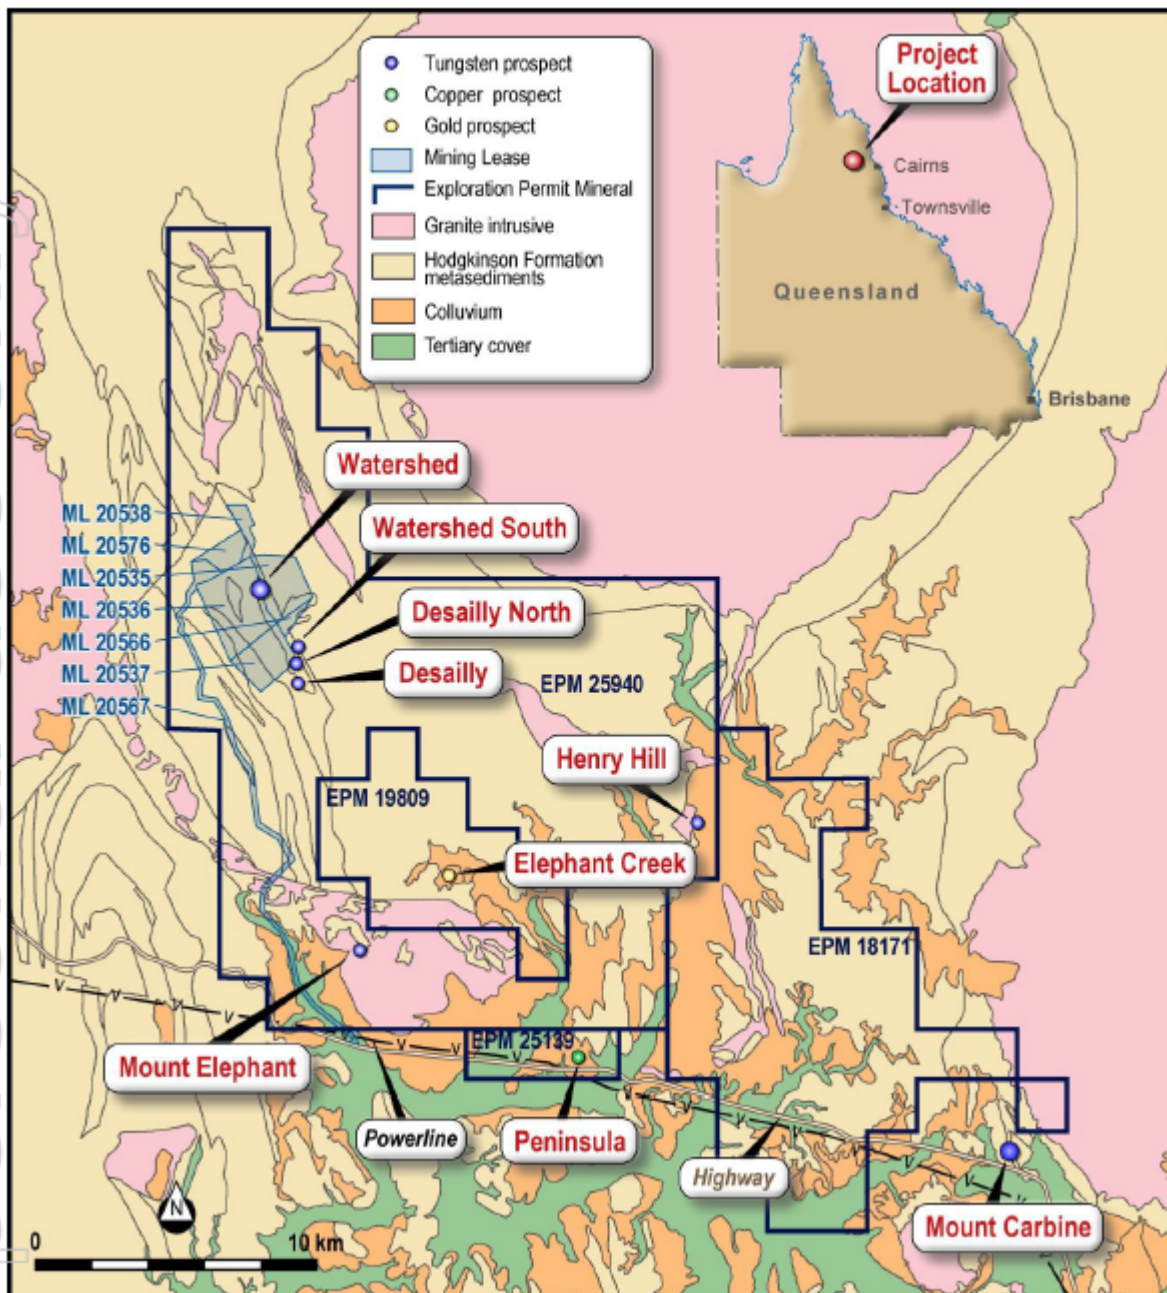 Tungsten prospect
Copper prospect
Gold prospect
Mining Lease
Exploration Permit Mineral
Granite intrusive
Hodgkinson Formation
metasediments
Colluvium
Tertiary cover
Project
Location
Cairns
Townsville
Queensland
Brisbane
Watershed
Watershed South
Desailly North
Desailly
ML 20538
ML 20576
ML 20535
ML 20536
ML 20566
ML 20537
ML 20567
EPM 25940
Henry Hill
EPM 19809
Elephant Creek
EPM 18171
EPM 25139
Mount Elephant
Powerline
Peninsula
Highway
Mount Carbine
V V V V V V V V V V V
N
0 10 km